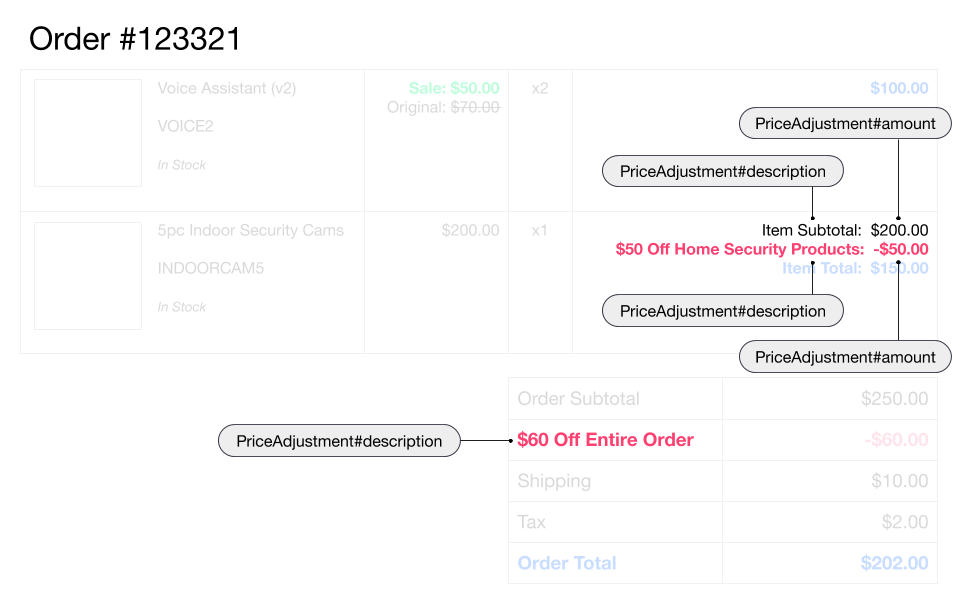 Order #123321
Voice Assistant (v2)
Sale: $50.00
x2
$100.00
Original: $70.00
VOICE2
In Stock
PriceAdjustment#amount
PriceAdjustment#description
5pc Indoor Security Cams
$200.00
x1
Item Subtotal: $200.00
$50 Off Home Security Products: -$50.00
INDOORCAM5
Item Total: $150.00
In Stock
PriceAdjustment#description
PriceAdjustment#amount
Order Subtotal $250.00
PriceAdjustment#description
$60 Off Entire Order -$60.00
Shipping $10.00
Tax $2.00
Order Total $202.00